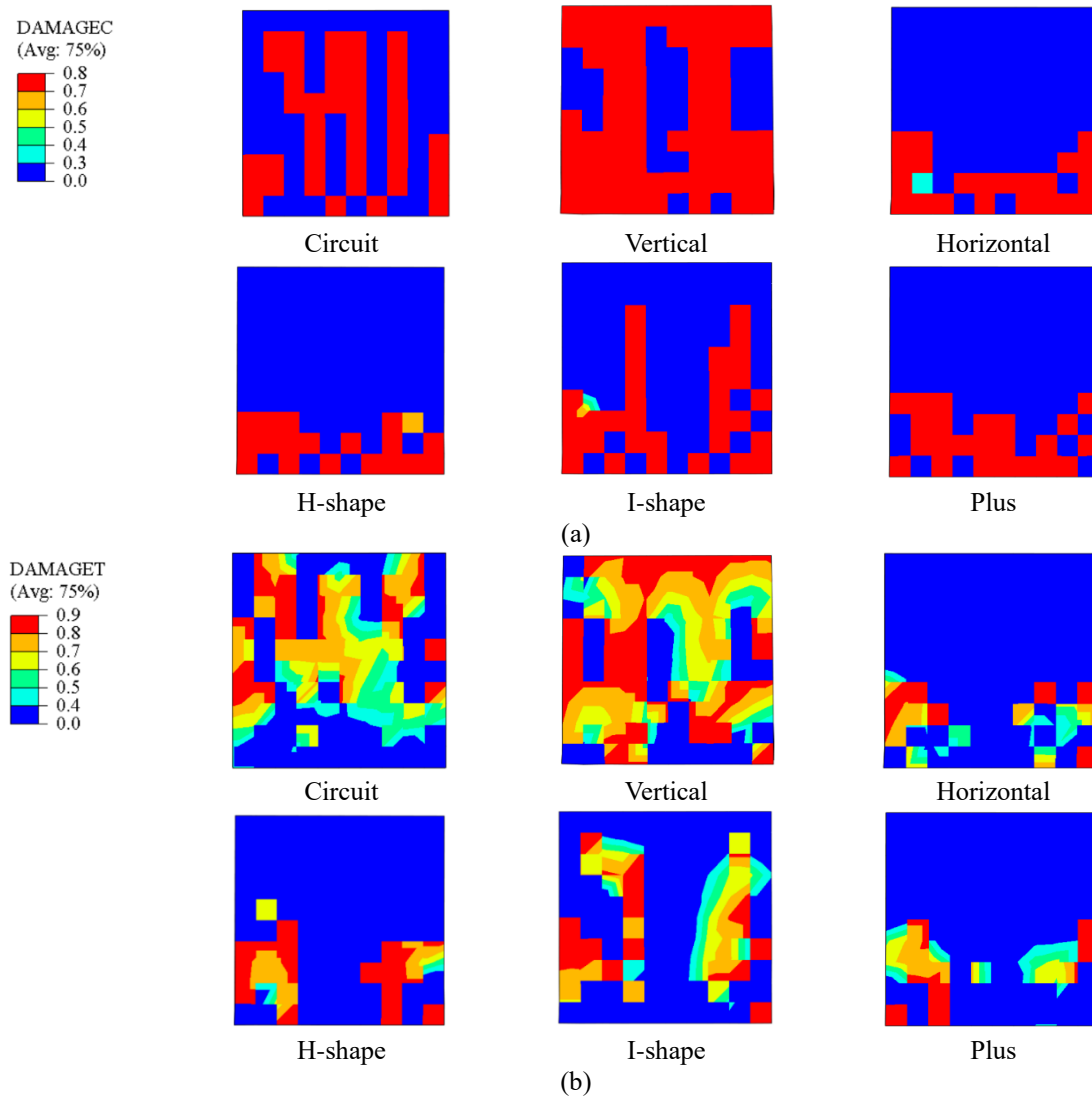 DAMAGEC
(Avg: 75%)
0.8
0.7
0.6
0.5
0.4
0.3
0.0
Circuit Vertical Horizontal
H-shape I-shape Plus
(a)
DAMAGET
(Avg: 75%)
0.9
0.8
0.7
0.6
0.5
0.4
0.0
Circuit Vertical Horizontal
H-shape I-shape Plus
(b)